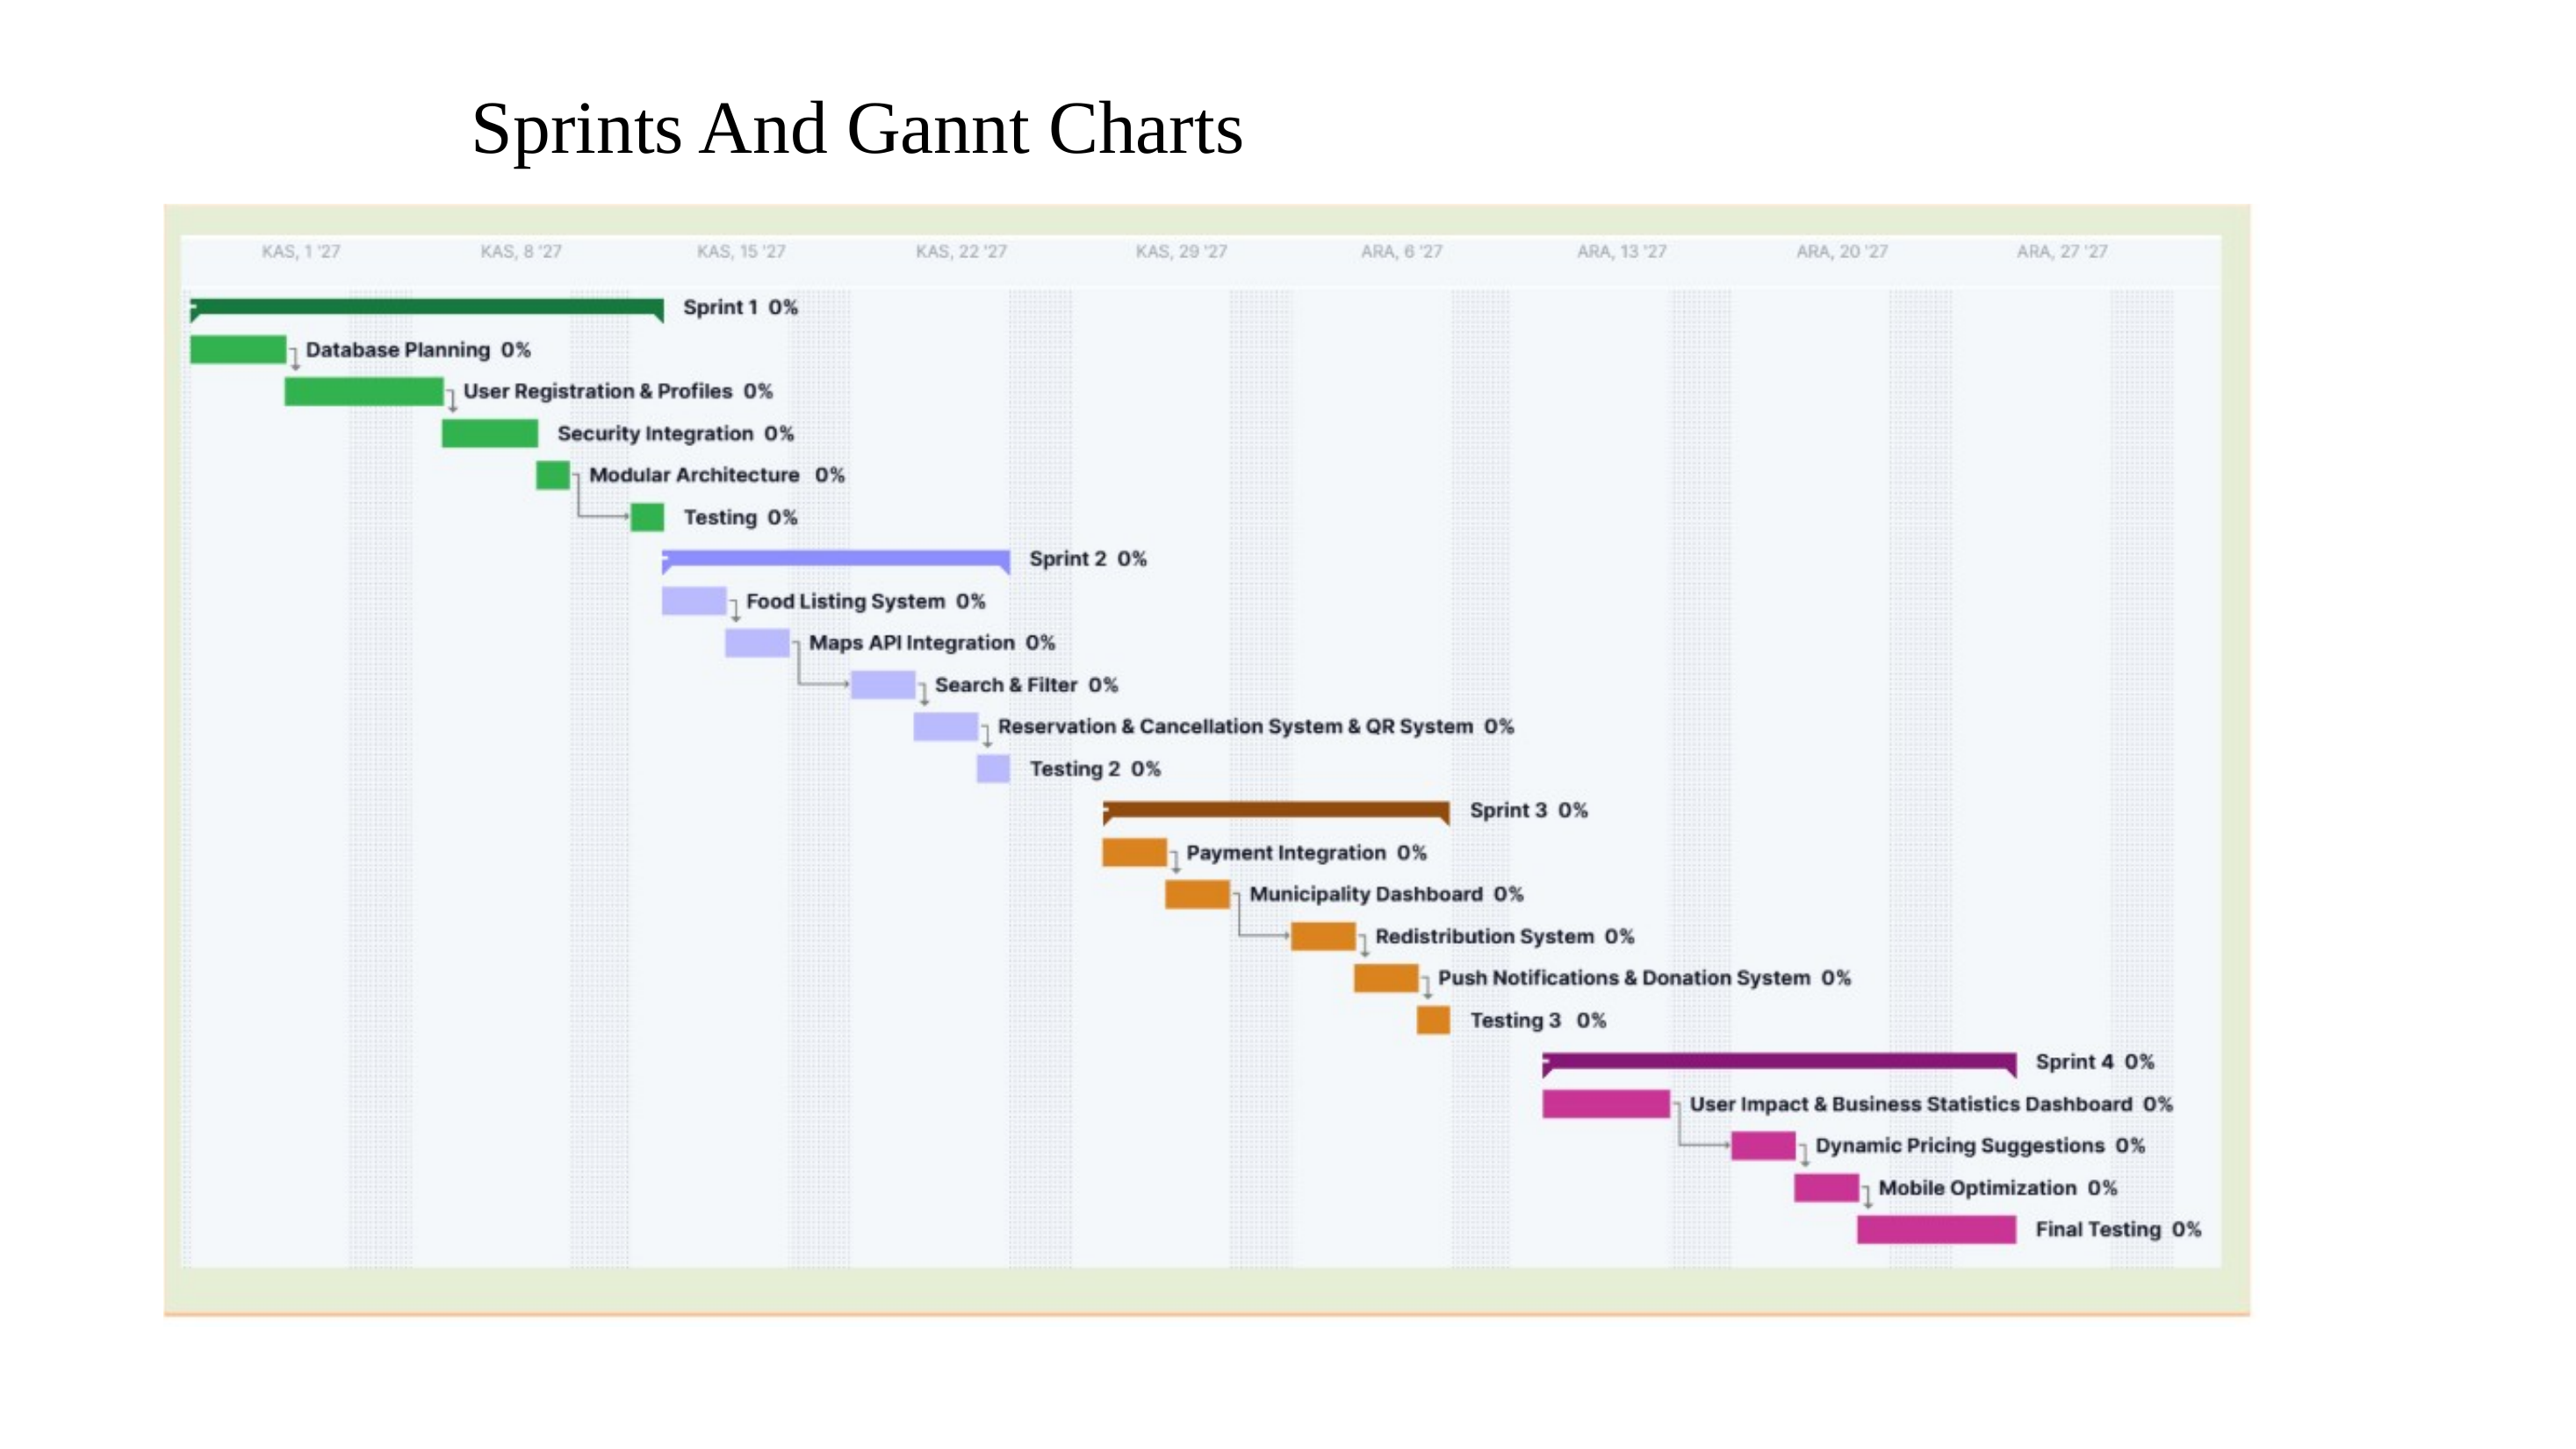 Sprints And Gannt Charts
KAS, 1 '27 KAS, 8 '27 KAS, 15 '27 KAS, 22 '27 KAS, 29 '27 ARA, 6 '27 ARA, 13 '27 ARA, 20 '27 ARA, 27 '27
Sprint 1 0%
Database Planning 0%
User Registration & Profiles 0%
Security Integration 0%
Modular Architecture 0%
Testing 0%
Sprint 2 0%
Food Listing System 0%
Maps API Integration 0%
Search & Filter 0%
Reservation & Cancellation System & QR System 0%
Testing 2 0%
Sprint 3 0%
Payment Integration 0%
Municipality Dashboard 0%
Redistribution System 0%
Push Notifications & Donation System 0%
Testing 3 0%
Sprint 4 0%
User Impact & Business Statistics Dashboard 0%
Dynamic Pricing Suggestions 0%
Mobile Optimization 0%
Final Testing 0%